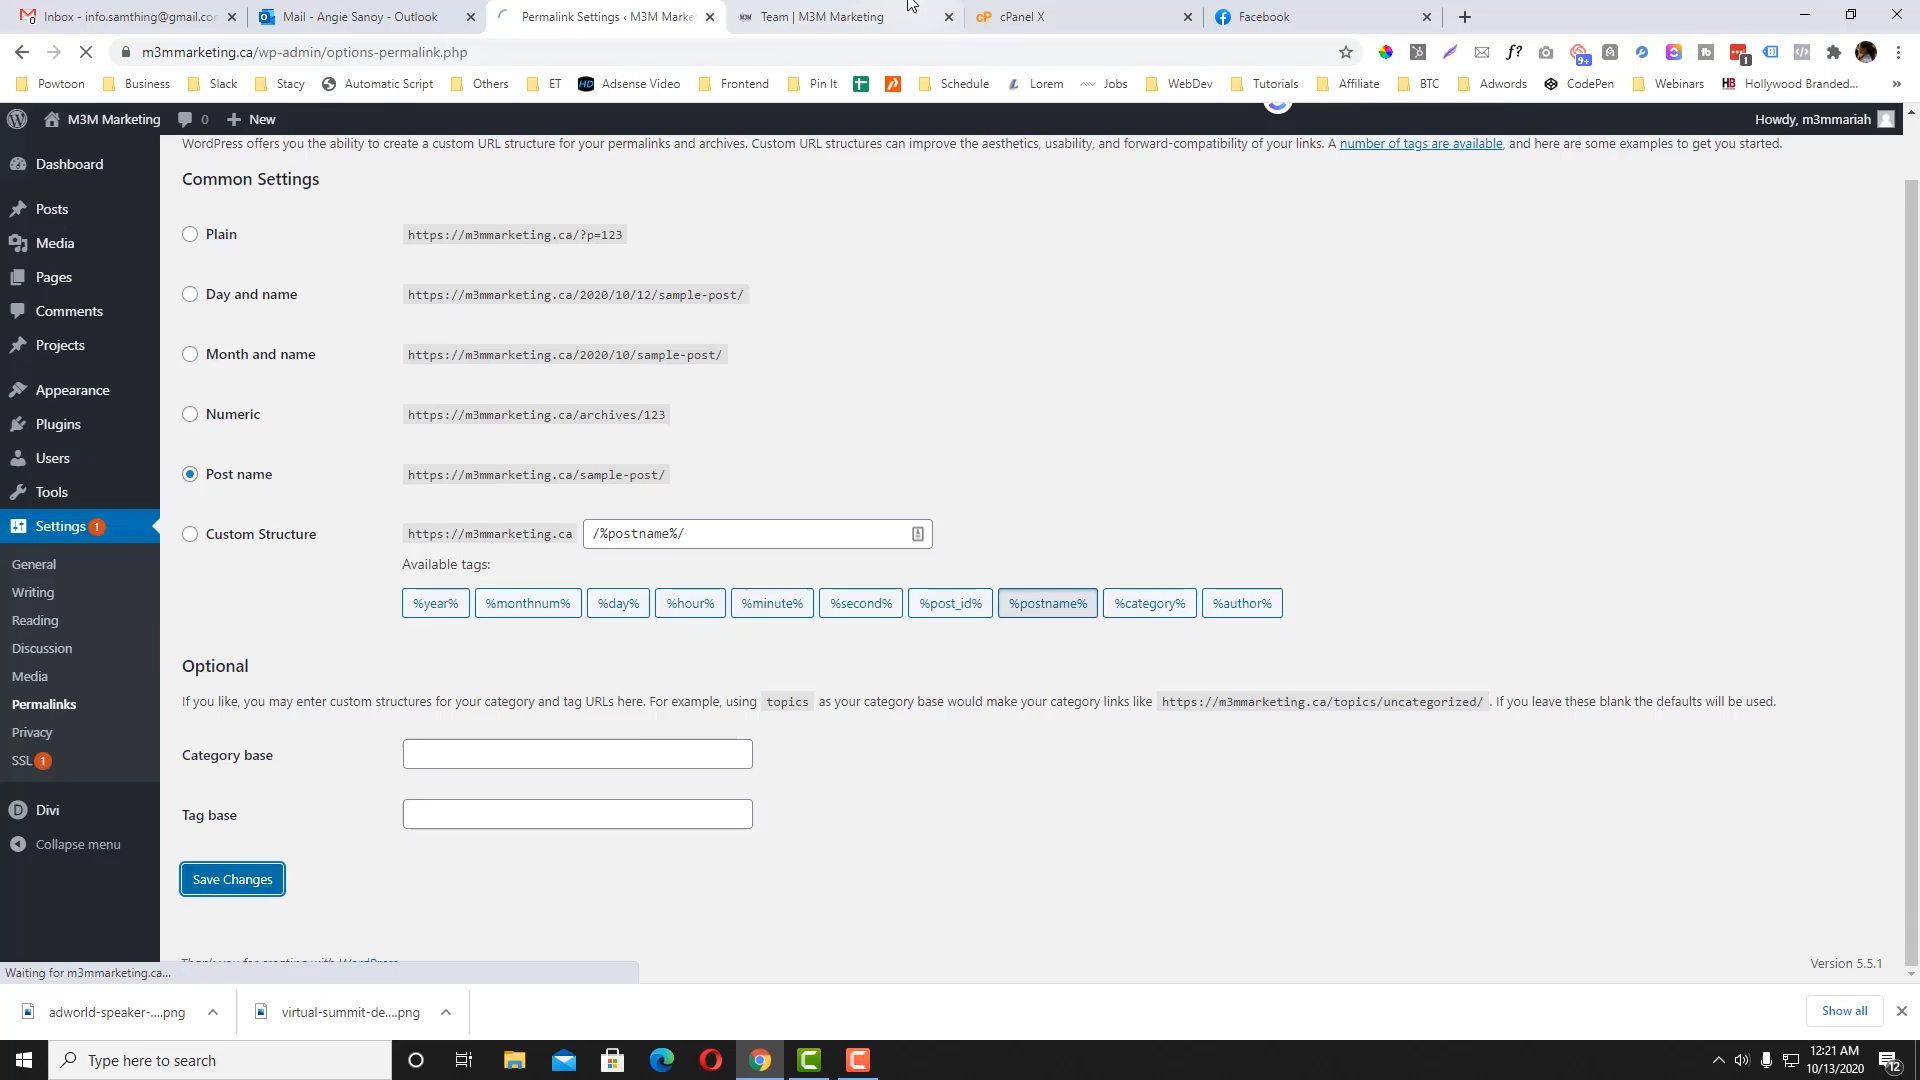 Inbox - info.samthing@gmail.co
Mail - Angie Sanoy - Outlook
Permalink Settings ‹ M3M Marke
Team | M3M Marketing
cPanel X
Facebook
m3mmarketing.ca/wp-admin/options-permalink.php
Powtoon
Business
Slack
Stacy
Automatic Script
Others
ET
Adsense Video
Frontend
Pin It
Schedule
Lorem
Jobs
WebDev
Tutorials
Affiliate
BTC
Adwords
CodePen
Webinars
Hollywood Branded...
M3M Marketing
0
New
Howdy, m3mmariah
WordPress offers you the ability to create a custom URL structure for your permalinks and archives. Custom URL structures can improve the aesthetics, usability, and forward-compatibility of your links. A number of tags are available, and here are some examples to get you started.
Dashboard
Posts
Media
Pages
Comments
Projects
Appearance
Plugins
Users
Tools
Settings 1
General
Writing
Reading
Discussion
Media
Permalinks
Privacy
SSL 1
Divi
Collapse menu
Common Settings
Plain https://m3mmarketing.ca/?p=123
Day and name https://m3mmarketing.ca/2020/10/12/sample-post/
Month and name https://m3mmarketing.ca/2020/10/sample-post/
Numeric https://m3mmarketing.ca/archives/123
Post name https://m3mmarketing.ca/sample-post/
Custom Structure https://m3mmarketing.ca /%postname%/
Available tags:
%year% %monthnum% %day% %hour% %minute% %second% %post_id% %postname% %category% %author%
Optional
If you like, you may enter custom structures for your category and tag URLs here. For example, using topics as your category base would make your category links like https://m3mmarketing.ca/topics/uncategorized/ . If you leave these blank the defaults will be used.
Category base
Tag base
Save Changes
Thank you for creating with WordPress.
Version 5.5.1
Waiting for m3mmarketing.ca...
adworld-speaker-....png
virtual-summit-de....png
Show all
Type here to search
12:21 AM
10/13/2020
12